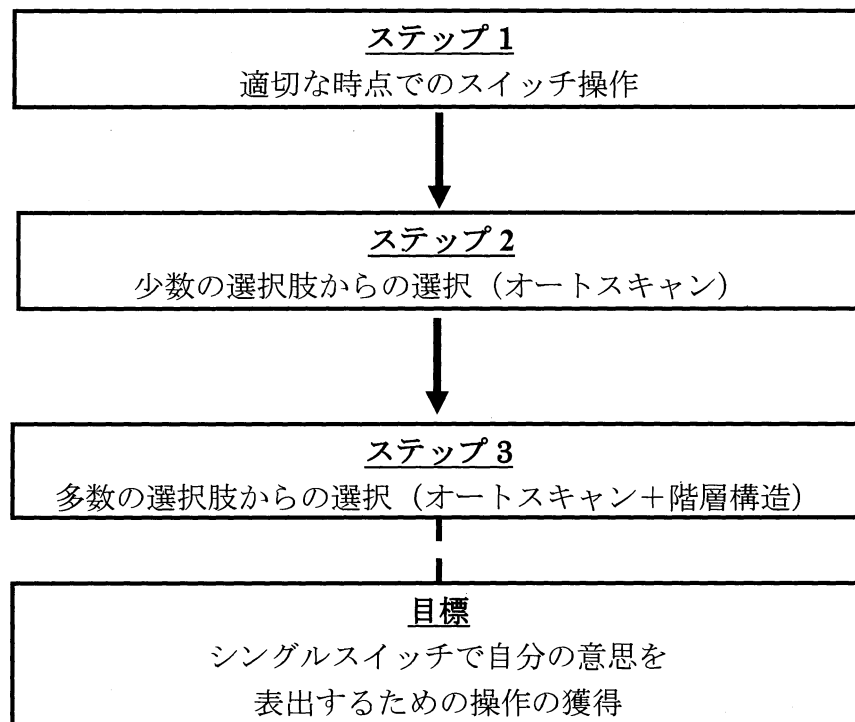 ステップ 1
適切な時点でのスイッチ操作
ステップ 2
少数の選択肢からの選択（オートスキャン）
ステップ 3
多数の選択肢からの選択（オートスキャン＋階層構造）
目標
シングルスイッチで自分の意思を
表出するための操作の獲得